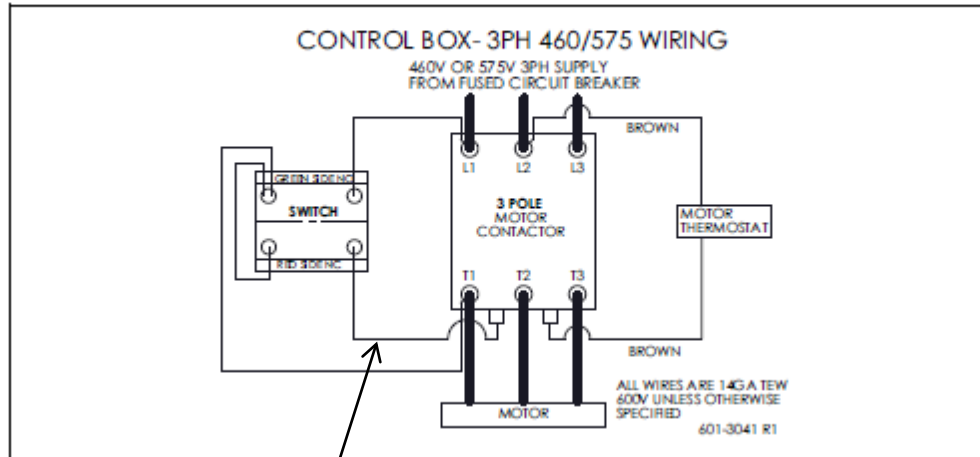 CONTROL BOX- 3PH 460/575 WIRING
460V OR 575V 3PH SUPPLY
FROM FUSED CIRCUIT BREAKER
BROWN
L1 L2 L3
GREEN SIDE NO
SWITCH
RED SIDE NC
3 POLE
MOTOR
CONTACTOR
MOTOR
THERMOSTAT
T1 T2 T3
BROWN
MOTOR
ALL WIRES ARE 14GA TEW
600V UNLESS OTHERWISE
SPECIFIED
601-3041 R1